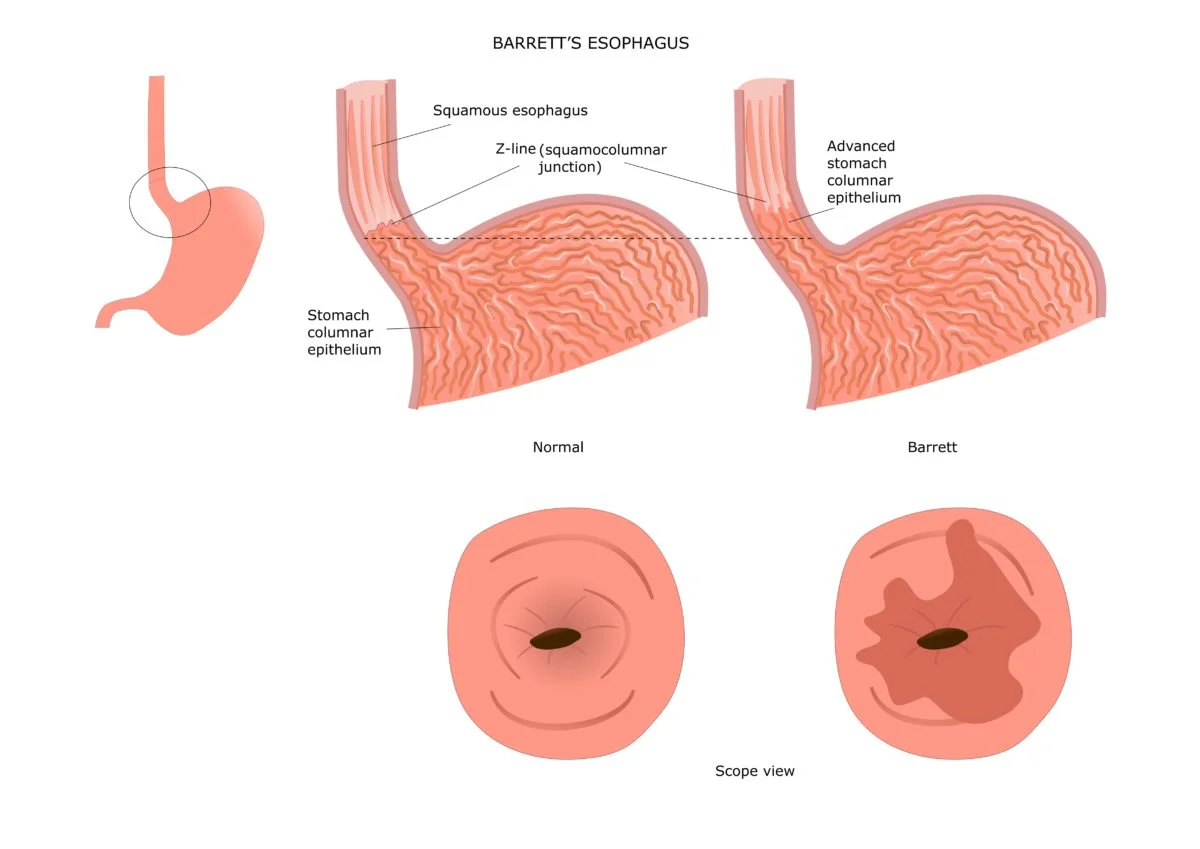 BARRETT’S ESOPHAGUS
Squamous esophagus
Z-line (squamocolumnar
junction)
Advanced
stomach
columnar
epithelium
Stomach
columnar
epithelium
Normal
Barrett
Scope view